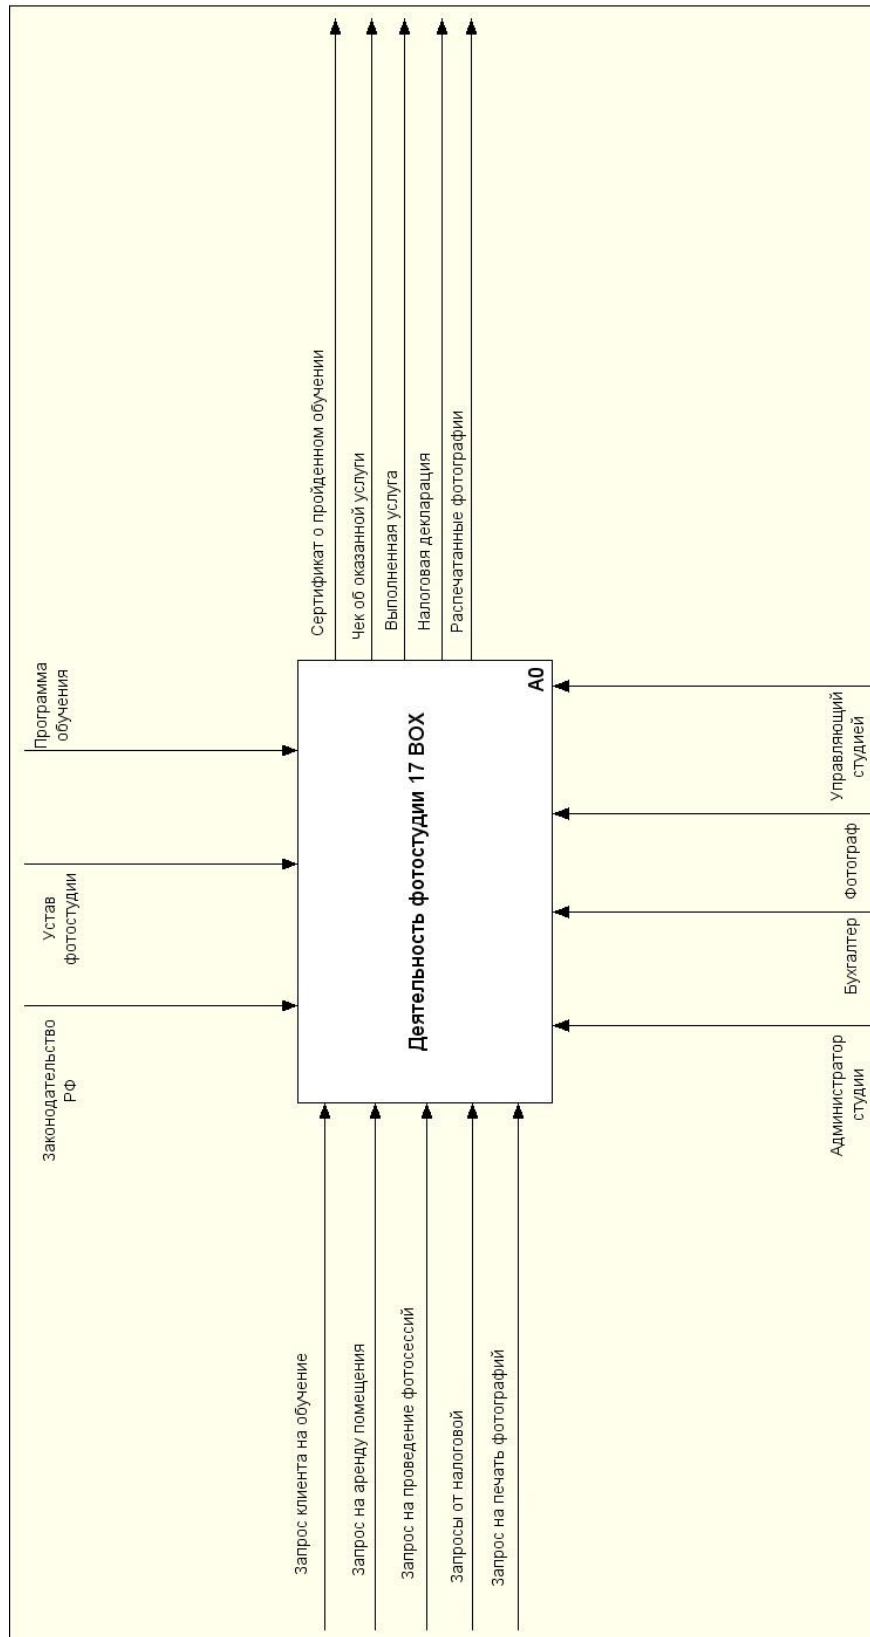 Законодательство
РФ
Устав
фотостудии
Программа
обучения
Запрос клиента на обучение
Запрос на аренду помещения
Запрос на проведение фотосессий
Запросы от налоговой
Запрос на печать фотографий
Деятельность фотостудии 17 BOX
A0
Сертификат о пройденном обучении
Чек об оказанной услуги
Выполненная услуга
Налоговая декларация
Распечатанные фотографии
Администратор
студии
Бухгалтер
Фотограф
Управляющий
студией